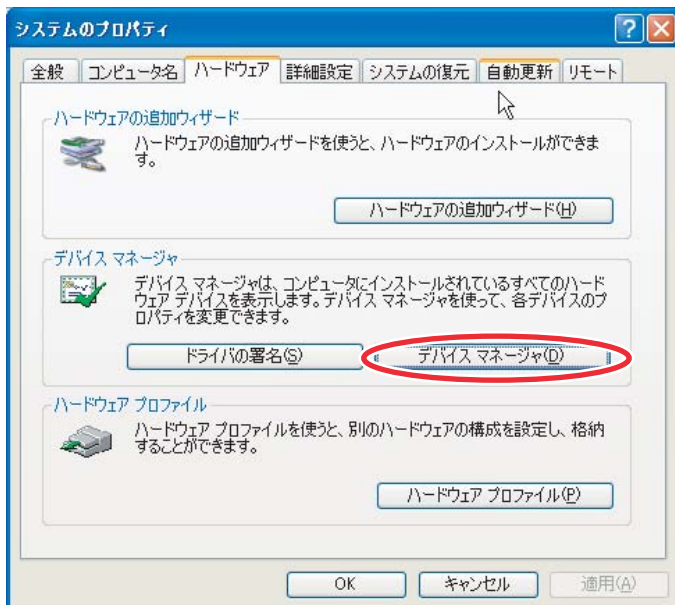 システムのプロパティ
全般
コンピュータ名
ハードウェア
詳細設定
システムの復元
自動更新
リモート
ハードウェアの追加ウィザード
ハードウェアの追加ウィザードを使うと、ハードウェアのインストールができま
す。
ハードウェアの追加ウィザード(H)
デバイス マネージャ
デバイス マネージャは、コンピュータにインストールされているすべてのハード
ウェア デバイスを表示します。デバイス マネージャを使って、各デバイスのプ
ロパティを変更できます。
ドライバの署名(S)
デバイス マネージャ(D)
ハードウェア プロファイル
ハードウェア プロファイルを使うと、別のハードウェアの構成を設定し、格納
することができます。
ハードウェア プロファイル(P)
OK
キャンセル
適用(A)